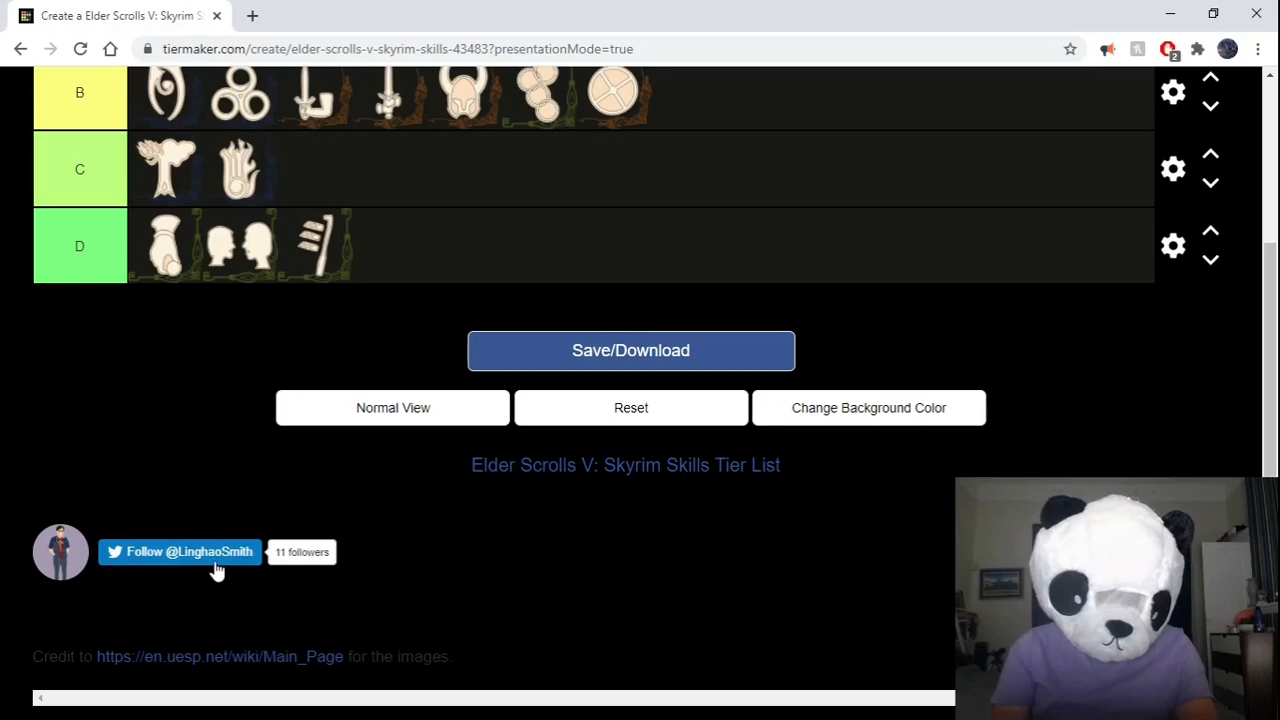 Create a Elder Scrolls V: Skyrim S
tiermaker.com/create/elder-scrolls-v-skyrim-skills-43483?presentationMode=true
2
B
C
D
Save/Download
Normal View
Reset
Change Background Color
Elder Scrolls V: Skyrim Skills Tier List
Follow @LinghaoSmith
11 followers
Credit to https://en.uesp.net/wiki/Main_Page for the images.